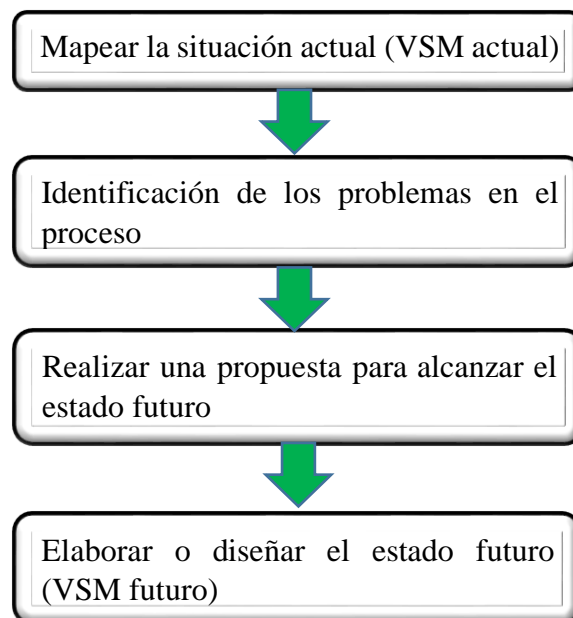 Mapear la situación actual (VSM actual)
Identificación de los problemas en el
proceso
Realizar una propuesta para alcanzar el
estado futuro
Elaborar o diseñar el estado futuro
(VSM futuro)